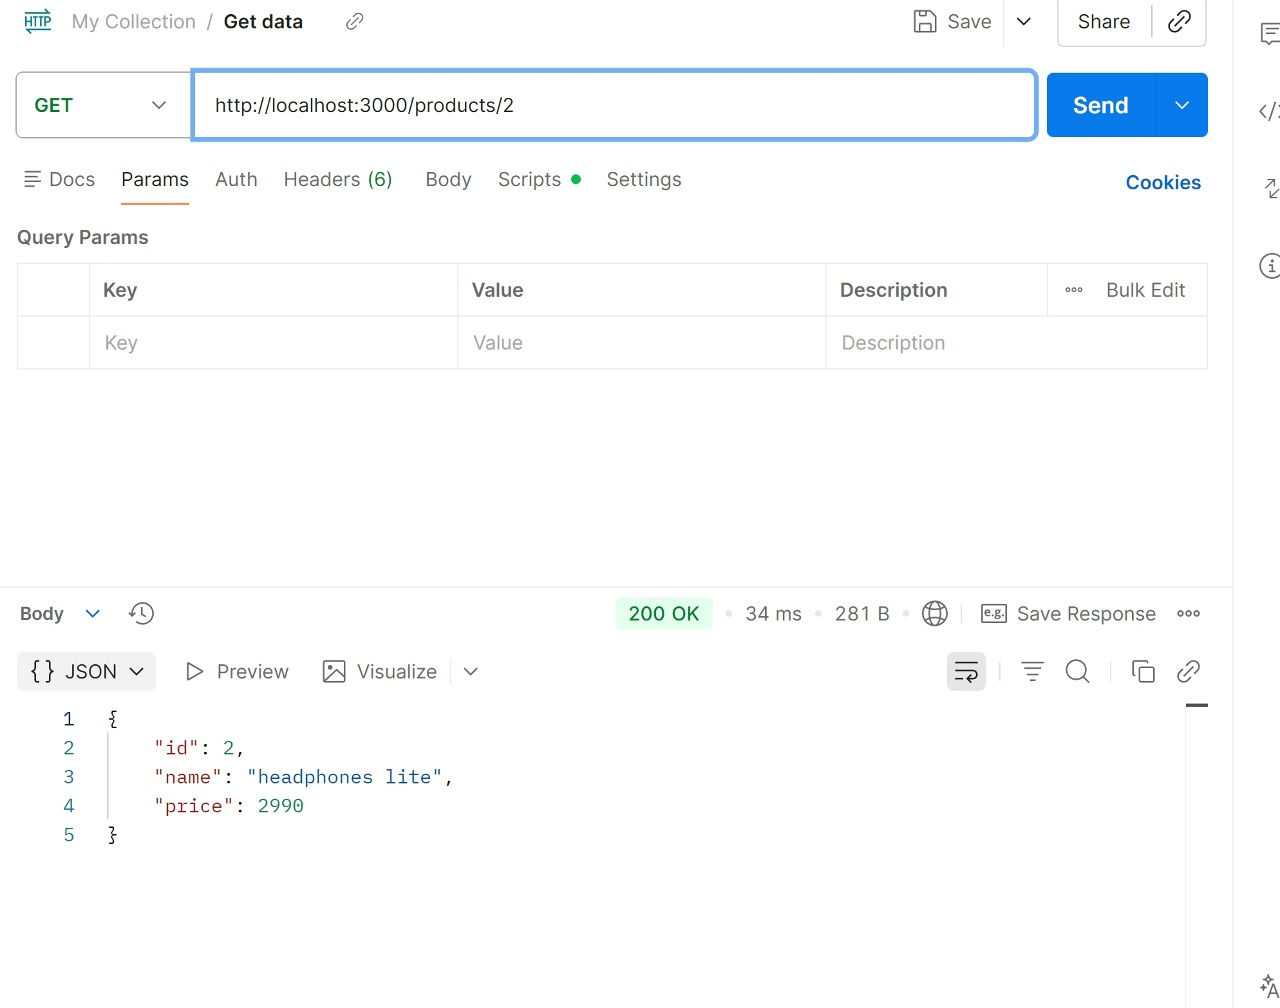 HTTP My Collection / Get data Save Share
GET http://localhost:3000/products/2 Send
Docs Params Auth Headers (6) Body Scripts Settings Cookies
Query Params
Key Value Description Bulk Edit
Key Value Description
Body 200 OK 34 ms 281 B e.g. Save Response
{} JSON Preview Visualize
1 {
2 "id": 2,
3 "name": "headphones lite",
4 "price": 2990
5 }